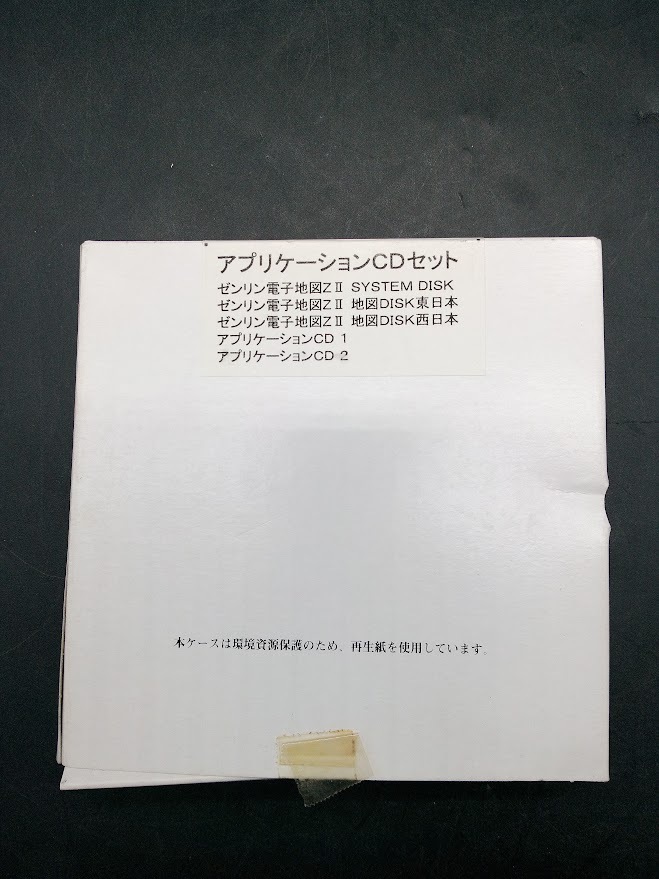 アプリケーションCDセット
ゼンリン電子地図ZⅡ SYSTEM DISK
ゼンリン電子地図ZⅡ 地図DISK東日本
ゼンリン電子地図ZⅡ 地図DISK西日本
アプリケーションCD 1
アプリケーションCD 2
本ケースは環境資源保護のため、再生紙を使用しています。